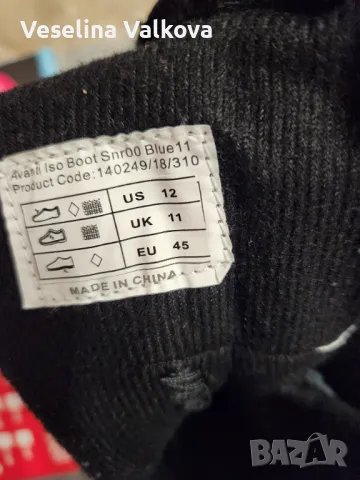 Veselina Valkova
Avanti Iso Boot Snr00 Blue11
Product Code:140249/18/310
US 12
UK 11
EU 45
MADE IN CHINA
BAZAR